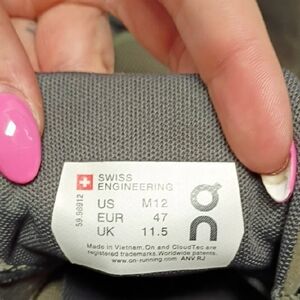 SWISS
ENGINEERING
US M12
EUR 47
UK 11.5
59.98912
on
Made in Vietnam. On and CloudTec are
registered trademarks. Worldwide patents.
www.on-running.com ANV.RJ